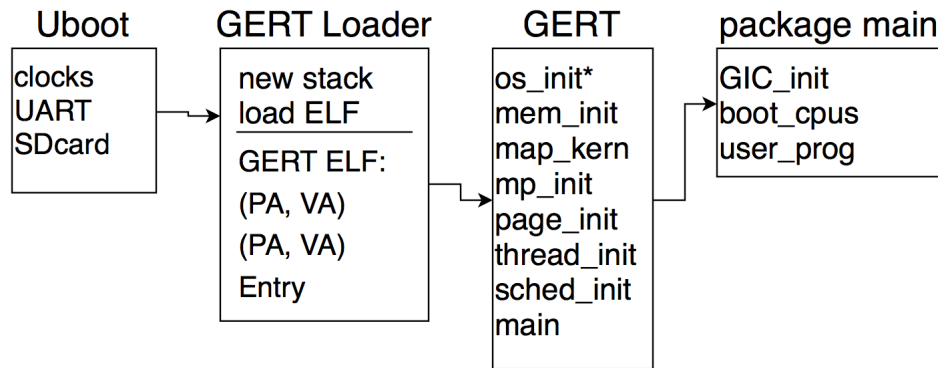 Uboot
clocks
UART
SDcard
GERT Loader
new stack
load ELF
GERT ELF:
(PA, VA)
(PA, VA)
Entry
GERT
os_init*
mem_init
map_kern
mp_init
page_init
thread_init
sched_init
main
package main
GIC_init
boot_cpus
user_prog